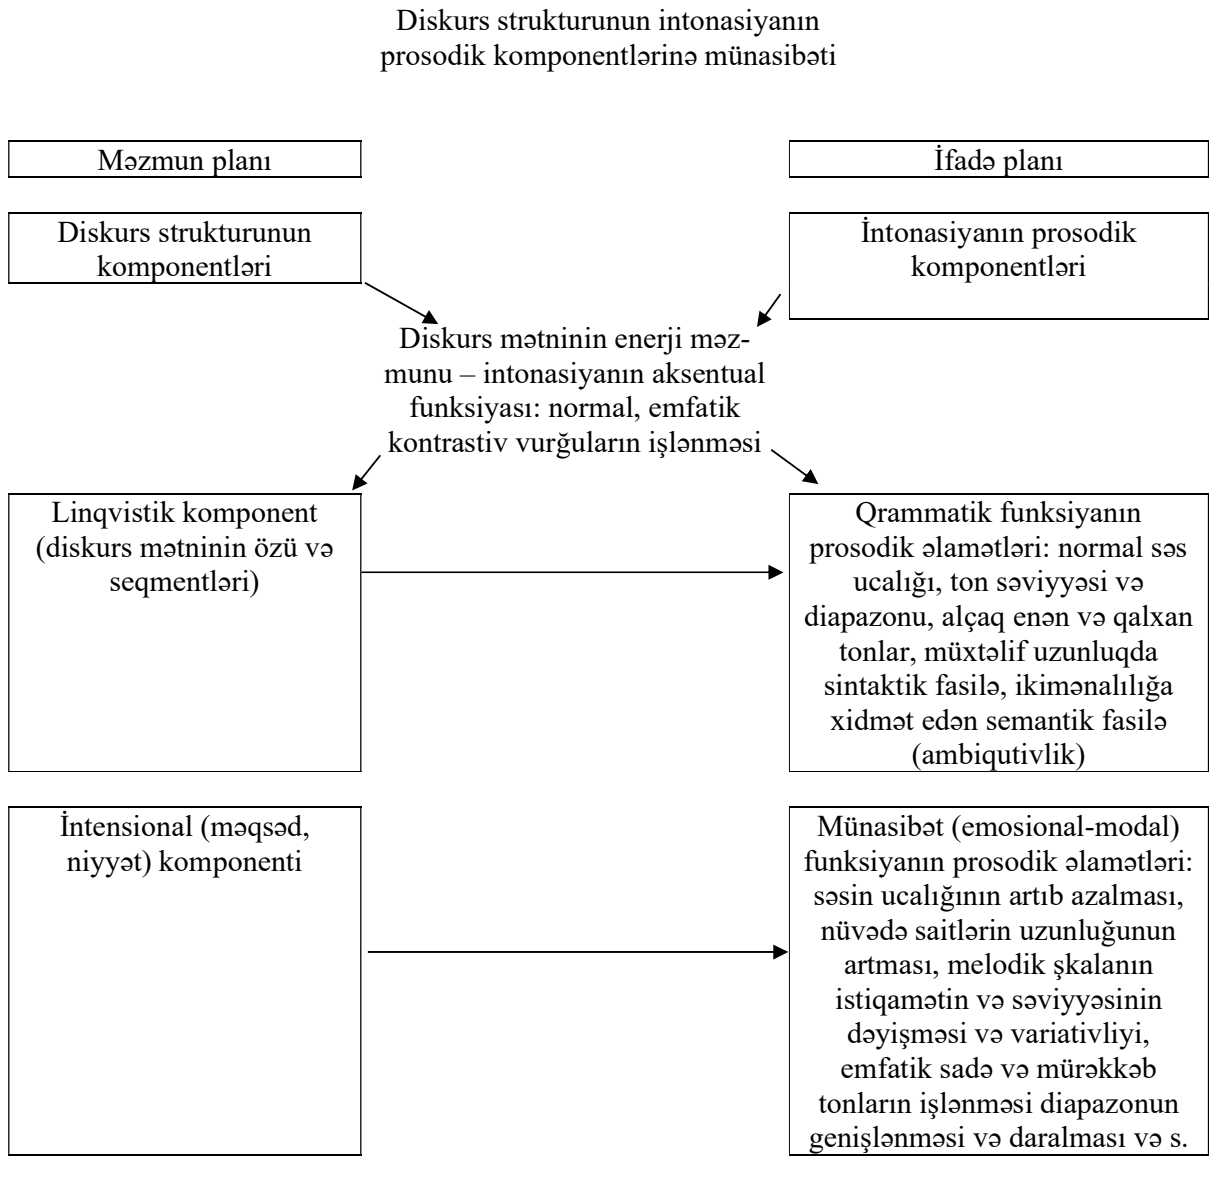 Diskurs strukturunun intonasiyanın
prosodik komponentlərinə münasibəti
Məzmun planı
İfadə planı
Diskurs strukturunun
komponentləri
İntonasiyanın prosodik
komponentləri
Diskurs mətninin enerji məz-
munu – intonasiyanın aksentual
funksiyası: normal, emfatik
kontrastiv vurğuların işlənməsi
Linqvistik komponent
(diskurs mətninin özü və
seqmentləri)
Qrammatik funksiyanın
prosodik əlamətləri: normal səs
ucalığı, ton səviyyəsi və
diapazonu, alçaq enən və qalxan
tonlar, müxtəlif uzunluqda
sintaktik fasilə, ikimənalılığa
xidmət edən semantik fasilə
(ambiqutivlik)
İntensional (məqsəd,
niyyət) komponenti
Münasibət (emosional-modal)
funksiyanın prosodik əlamətləri:
səsin ucalığının artıb azalması,
nüvədə saitlərin uzunluğunun
artması, melodik şkalanın
istiqamətin və səviyyəsinin
dəyişməsi və variativliyi,
emfatik sadə və mürəkkəb
tonların işlənməsi diapazonun
genişlənməsi və daralması və s.